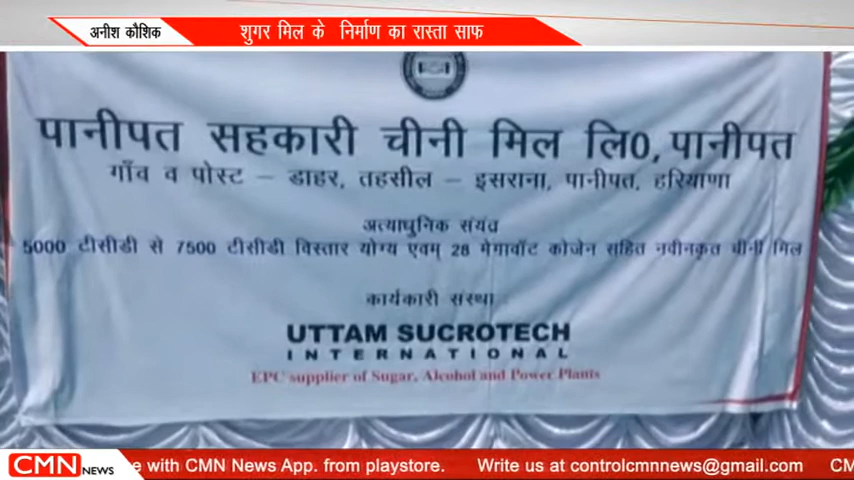 अनीश कौशिक
शुगर मिल के निर्माण का रास्ता साफ
पानीपत सहकारी चीनी मिल लि0, पानीपत
गाँव व पोस्ट – डाहर, तहसील – इसराना, पानीपत, हरियाणा
अत्याधुनिक संयंत्र
5000 टीसीडी से 7500 टीसीडी विस्तार योग्य एवम् 28 मेगावॉट कोजेन सहित नवीनकृत चीनी मिल
कार्यकारी संस्था
UTTAM SUCROTECH
INTERNATIONAL
EPC supplier of Sugar, Alcohol and Power Plants
CMN NEWS
with CMN News App. from playstore. Write us at controlcmnnews@gmail.com CM